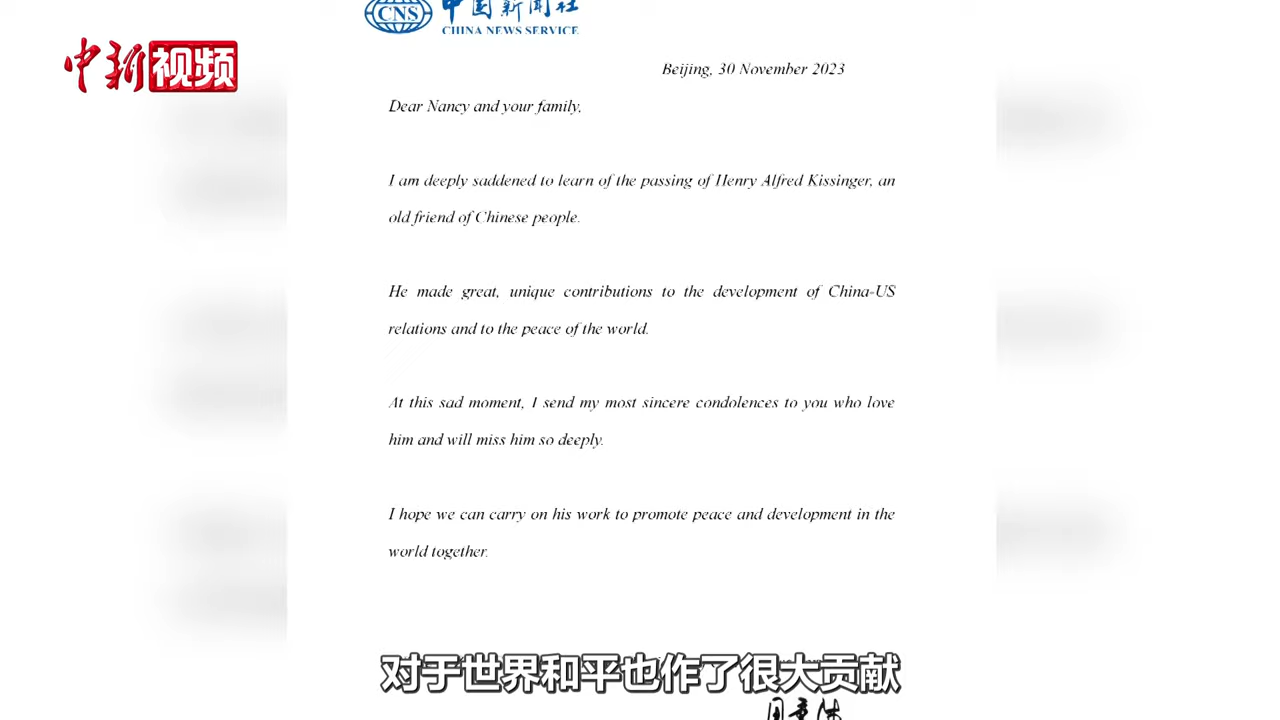 中国新闻社
CNS
CHINA NEWS SERVICE
中新视频
Beijing, 30 November 2023
Dear Nancy and your family,
I am deeply saddened to learn of the passing of Henry Alfred Kissinger, an
old friend of Chinese people.
He made great, unique contributions to the development of China-US
relations and to the peace of the world.
At this sad moment, I send my most sincere condolences to you who love
him and will miss him so deeply.
I hope we can carry on his work to promote peace and development in the
world together.
对于世界和平也作了很大贡献